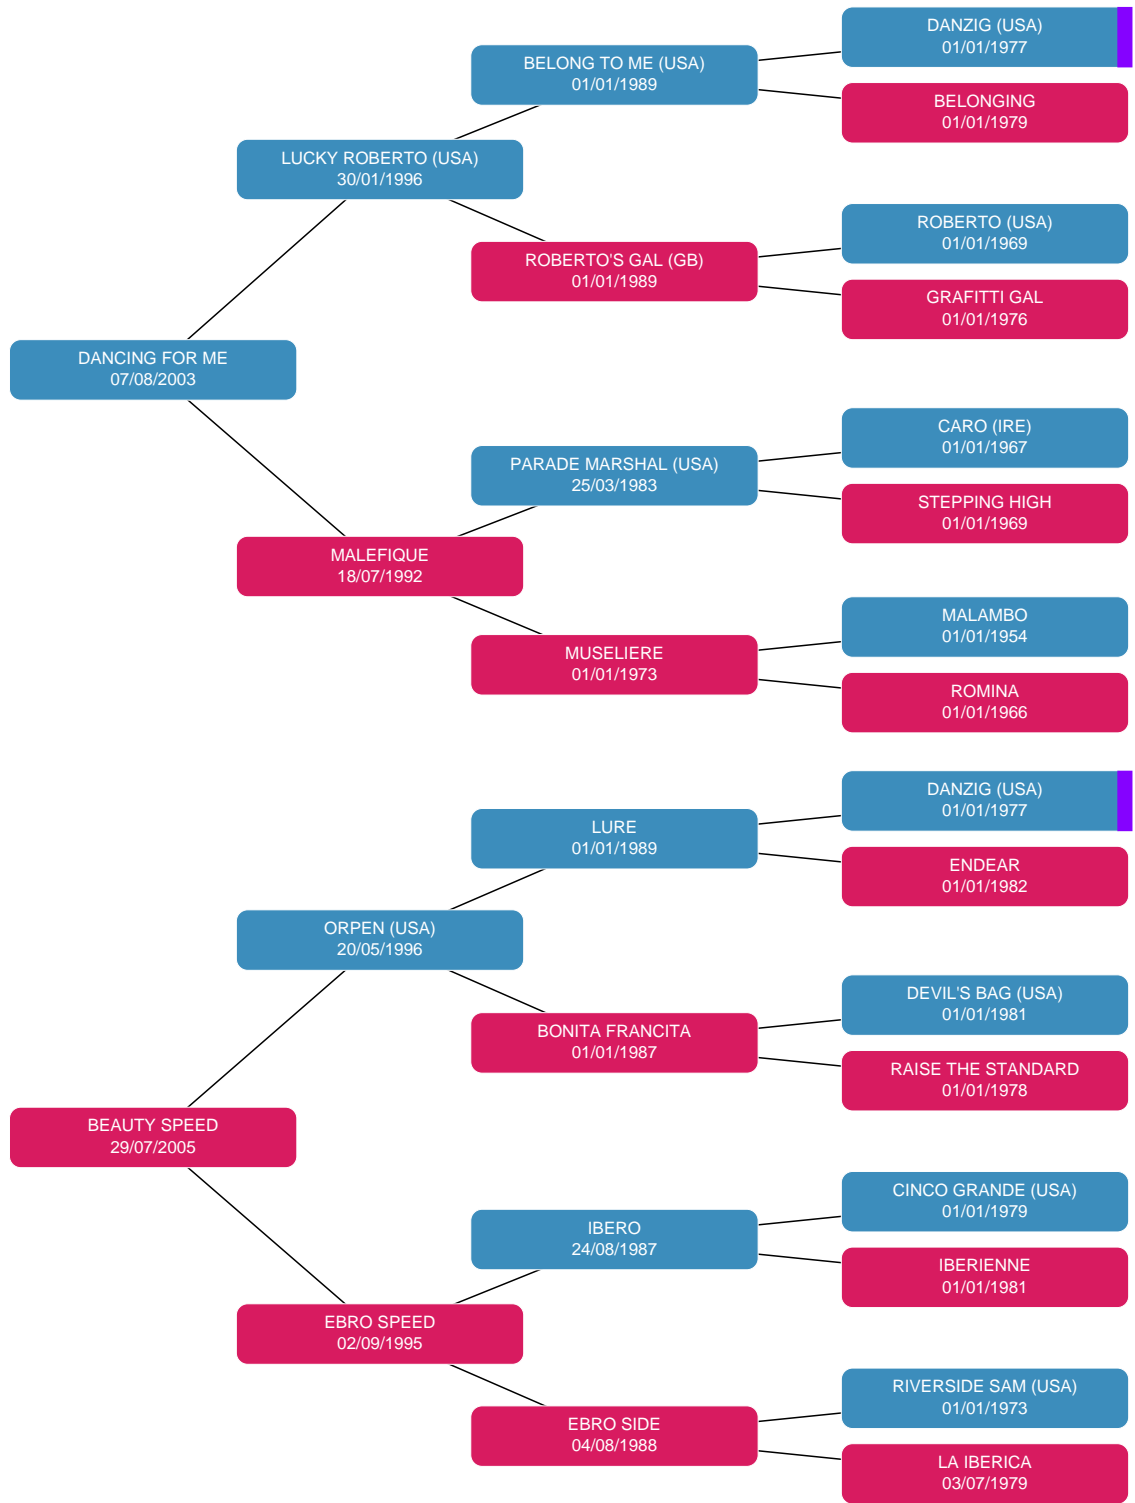 DANZIG (USA)
01/01/1977
BELONG TO ME (USA)
01/01/1989
BELONGING
01/01/1979
LUCKY ROBERTO (USA)
30/01/1996
ROBERTO (USA)
01/01/1969
ROBERTO'S GAL (GB)
01/01/1989
GRAFITTI GAL
01/01/1976
DANCING FOR ME
07/08/2003
CARO (IRE)
01/01/1967
PARADE MARSHAL (USA)
25/03/1983
STEPPING HIGH
01/01/1969
MALEFIQUE
18/07/1992
MALAMBO
01/01/1954
MUSELIERE
01/01/1973
ROMINA
01/01/1966
DANZIG (USA)
01/01/1977
LURE
01/01/1989
ENDEAR
01/01/1982
ORPEN (USA)
20/05/1996
DEVIL'S BAG (USA)
01/01/1981
BONITA FRANCITA
01/01/1987
RAISE THE STANDARD
01/01/1978
BEAUTY SPEED
29/07/2005
CINCO GRANDE (USA)
01/01/1979
IBERO
24/08/1987
IBERIENNE
01/01/1981
EBRO SPEED
02/09/1995
RIVERSIDE SAM (USA)
01/01/1973
EBRO SIDE
04/08/1988
LA IBERICA
03/07/1979